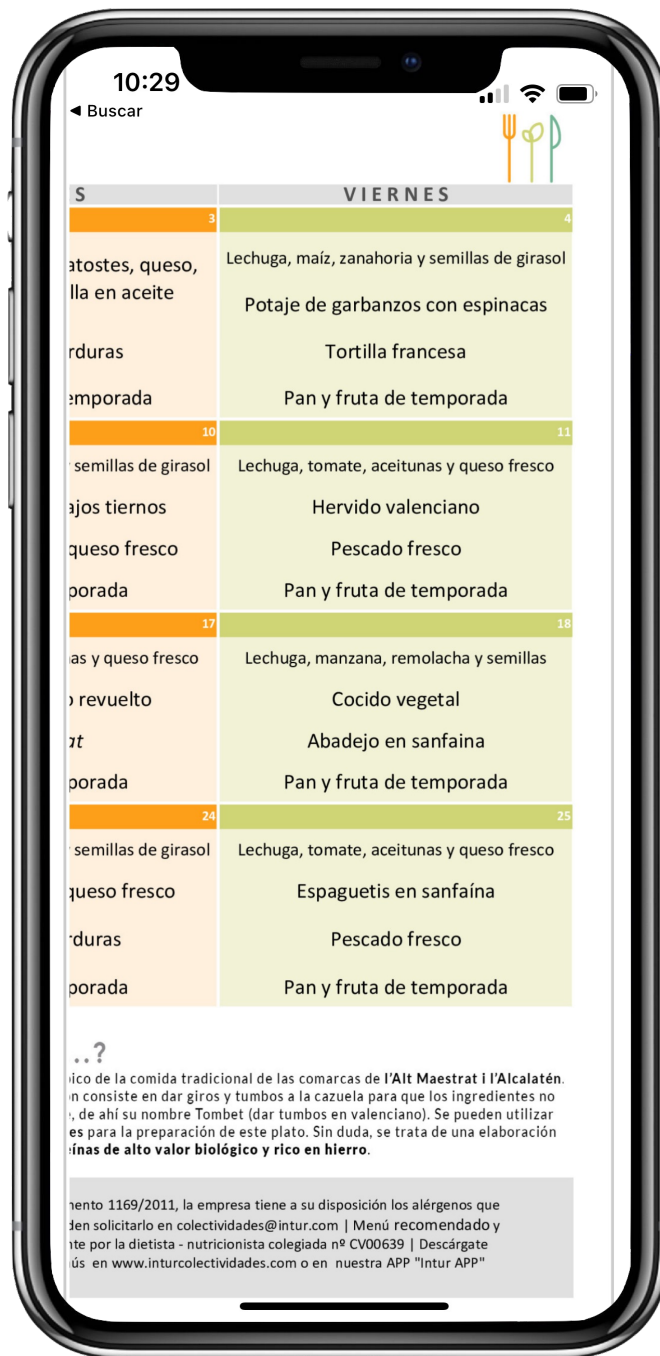 10:29
◀ Buscar
S
VIERNES
3
4
atostes, queso,
lla en aceite
rduras
emporada
Lechuga, maíz, zanahoria y semillas de girasol
Potaje de garbanzos con espinacas
Tortilla francesa
Pan y fruta de temporada
10
11
semillas de girasol
ajos tiernos
queso fresco
porada
Lechuga, tomate, aceitunas y queso fresco
Hervido valenciano
Pescado fresco
Pan y fruta de temporada
17
18
as y queso fresco
o revuelto
at
porada
Lechuga, manzana, remolacha y semillas
Cocido vegetal
Abadejo en sanfaina
Pan y fruta de temporada
24
25
semillas de girasol
queso fresco
rduras
porada
Lechuga, tomate, aceitunas y queso fresco
Espaguetis en sanfaína
Pescado fresco
Pan y fruta de temporada
..?
ico de la comida tradicional de las comarcas de l'Alt Maestrat i l'Alcalatén.
n consiste en dar giros y tumbos a la cazuela para que los ingredientes no
, de ahí su nombre Tombet (dar tumbos en valenciano). Se pueden utilizar
es para la preparación de este plato. Sin duda, se trata de una elaboración
eínas de alto valor biológico y rico en hierro.
mento 1169/2011, la empresa tiene a su disposición los alérgenos que
den solicitarlo en colectividades@intur.com | Menú recomendado y
nte por la dietista - nutricionista colegiada nº CV00639 | Descárgate
ús en www.inturcolectividades.com o en nuestra APP "Intur APP"